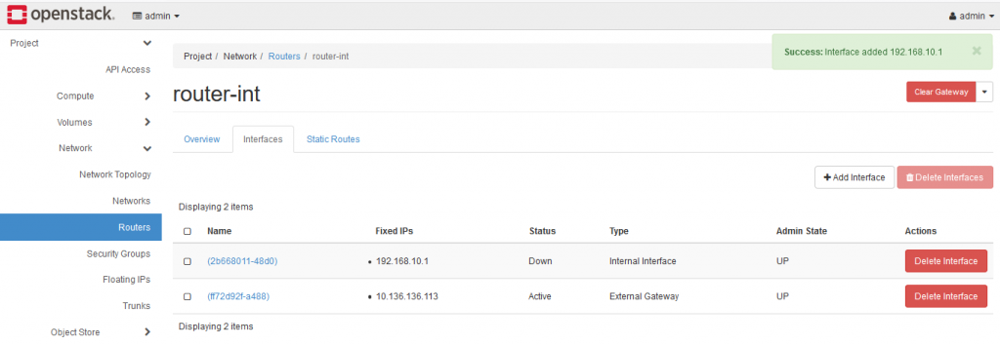 openstack. admin admin
Project
API Access
Compute
Volumes
Network
Network Topology
Networks
Routers
Security Groups
Floating IPs
Trunks
Object Store
Project / Network / Routers / router-int
Success: Interface added 192.168.10.1 ×
router-int
Clear Gateway
Overview Interfaces Static Routes
+ Add Interface Delete Interfaces
Displaying 2 items
Name Fixed IPs Status Type Admin State Actions
(2b668011-48d0) • 192.168.10.1 Down Internal Interface UP Delete Interface
(ff72d92f-a488) • 10.136.136.113 Active External Gateway UP Delete Interface
Displaying 2 items